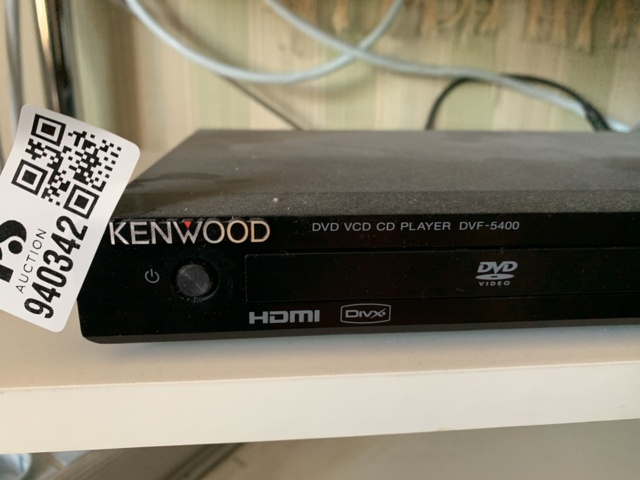 KENWOOD
DVD VCD CD PLAYER DVF-5400
DVD
VIDEO
HDMI
DIVX
AUCTION
940342